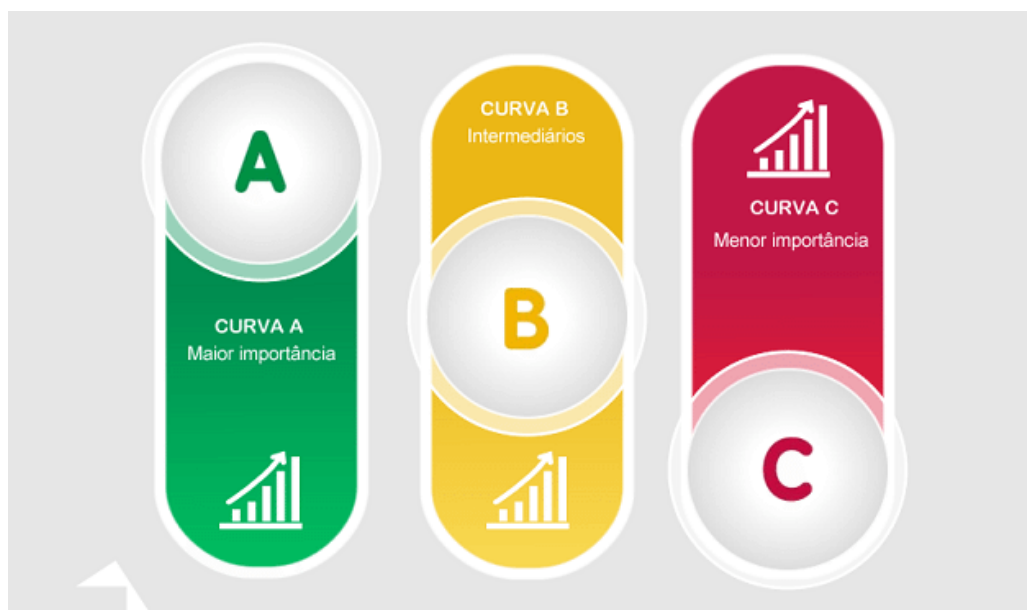 A
CURVA A
Maior importância
CURVA B
Intermediários
B
CURVA C
Menor importância
C